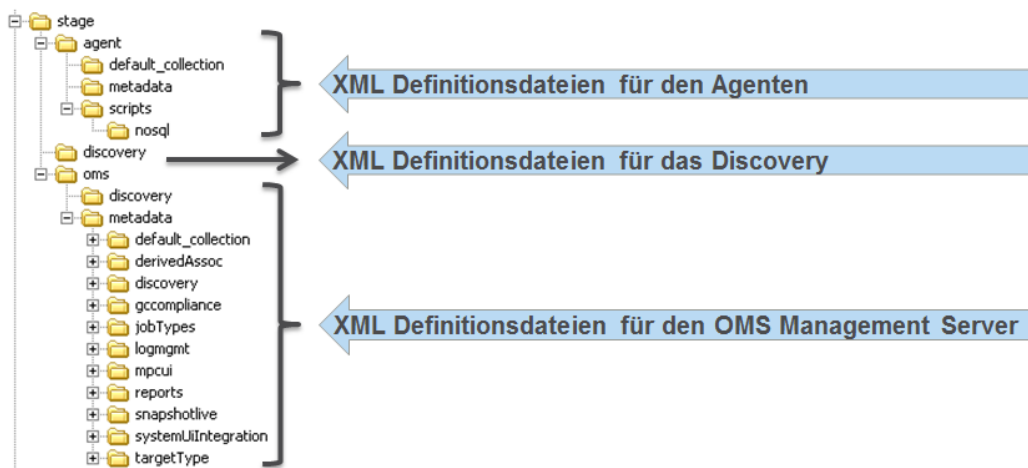 stage
agent
default_collection
metadata
scripts
nosql
discovery
oms
discovery
metadata
default_collection
derivedAssoc
discovery
gccompliance
jobTypes
logmgmt
mpcui
reports
snapshotlive
systemUiIntegration
targetType
XML Definitionsdateien für den Agenten
XML Definitionsdateien für das Discovery
XML Definitionsdateien für den OMS Management Server